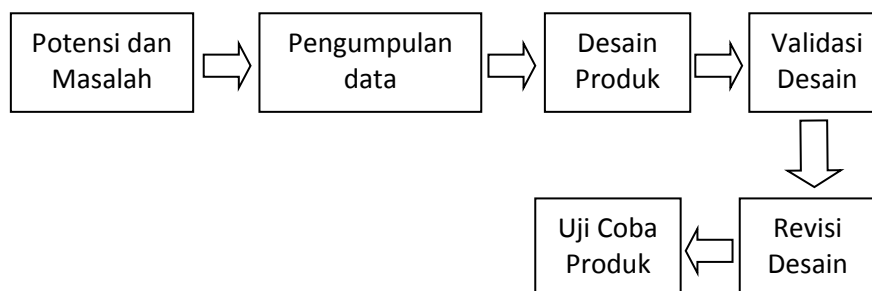 Potensi dan
Masalah
Pengumpulan
data
Desain
Produk
Validasi
Desain
Revisi
Desain
Uji Coba
Produk